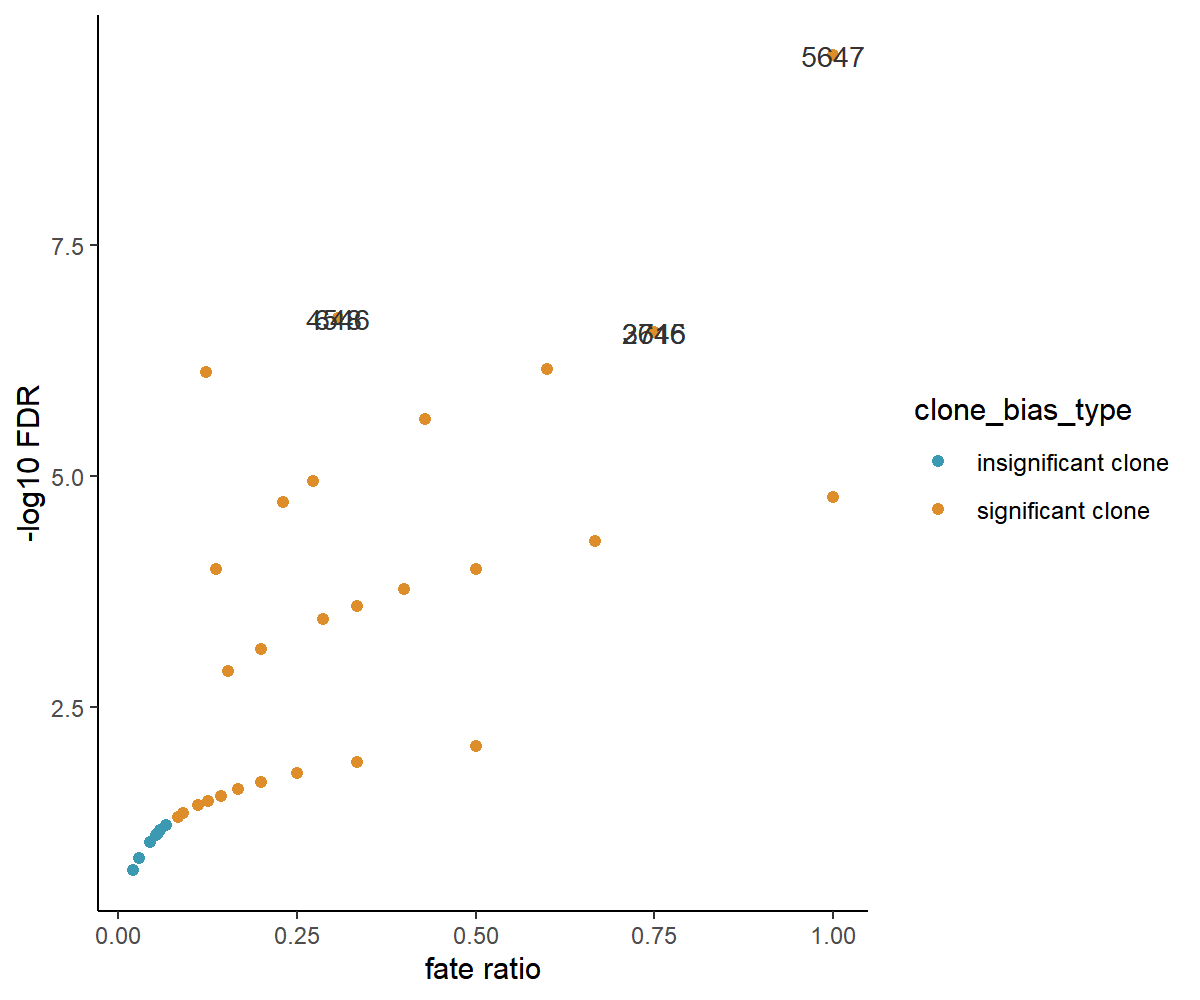 5647
7.5
5.0
2.5
-log10 FDR
0.00 0.25 0.50 0.75 1.00
fate ratio
clone_bias_type
insignificant clone
significant clone